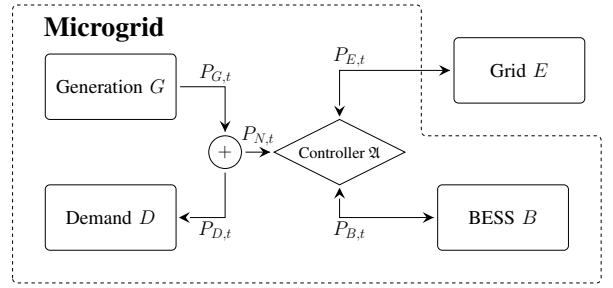 Microgrid
Generation G
P_{G,t}
P_{E,t}
Grid E
+
P_{N,t}
Controller 𝔄
Demand D
P_{D,t}
P_{B,t}
BESS B